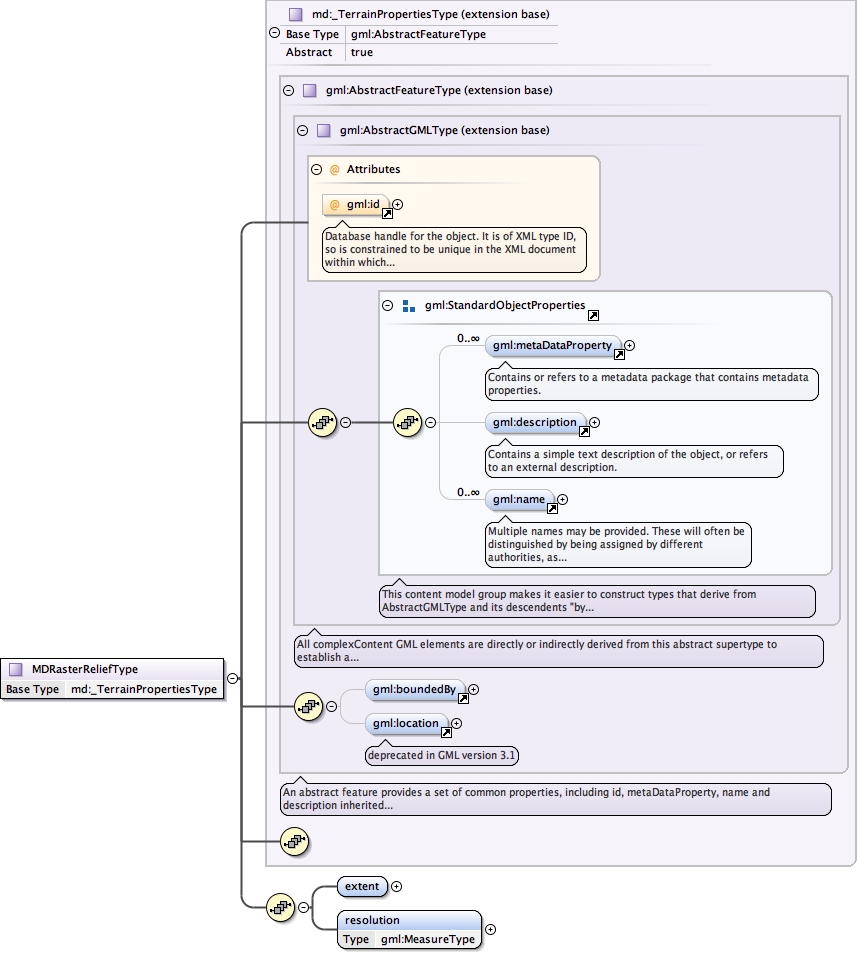 md:_TerrainPropertiesType (extension base)
Base Type gml:AbstractFeatureType
Abstract true
gml:AbstractFeatureType (extension base)
gml:AbstractGMLType (extension base)
@ Attributes
@ gml:id
Database handle for the object. It is of XML type ID,
so is constrained to be unique in the XML document
within which...
gml:StandardObjectProperties
0..∞
gml:metaDataProperty
Contains or refers to a metadata package that contains metadata
properties.
gml:description
Contains a simple text description of the object, or refers
to an external description.
0..∞
gml:name
Multiple names may be provided. These will often be
distinguished by being assigned by different
authorities, as...
This content model group makes it easier to construct types that derive from
AbstractGMLType and its descendents "by...
All complexContent GML elements are directly or indirectly derived from this abstract supertype to
establish a...
MDRasterReliefType
Base Type md:_TerrainPropertiesType
gml:boundedBy
gml:location
deprecated in GML version 3.1
An abstract feature provides a set of common properties, including id, metaDataProperty, name and
description inherited...
extent
resolution
Type gml:MeasureType